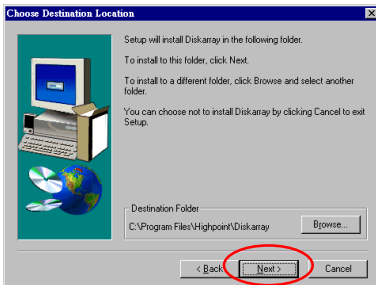 Choose Destination Location
Setup will install Diskarray in the following folder.
To install to this folder, click Next.
To install to a different folder, click Browse and select another
folder.
You can choose not to install Diskarray by clicking Cancel to exit
Setup.
Destination Folder
C:\Program Files\Highpoint\Diskarray
Browse...
< Back
Next >
Cancel